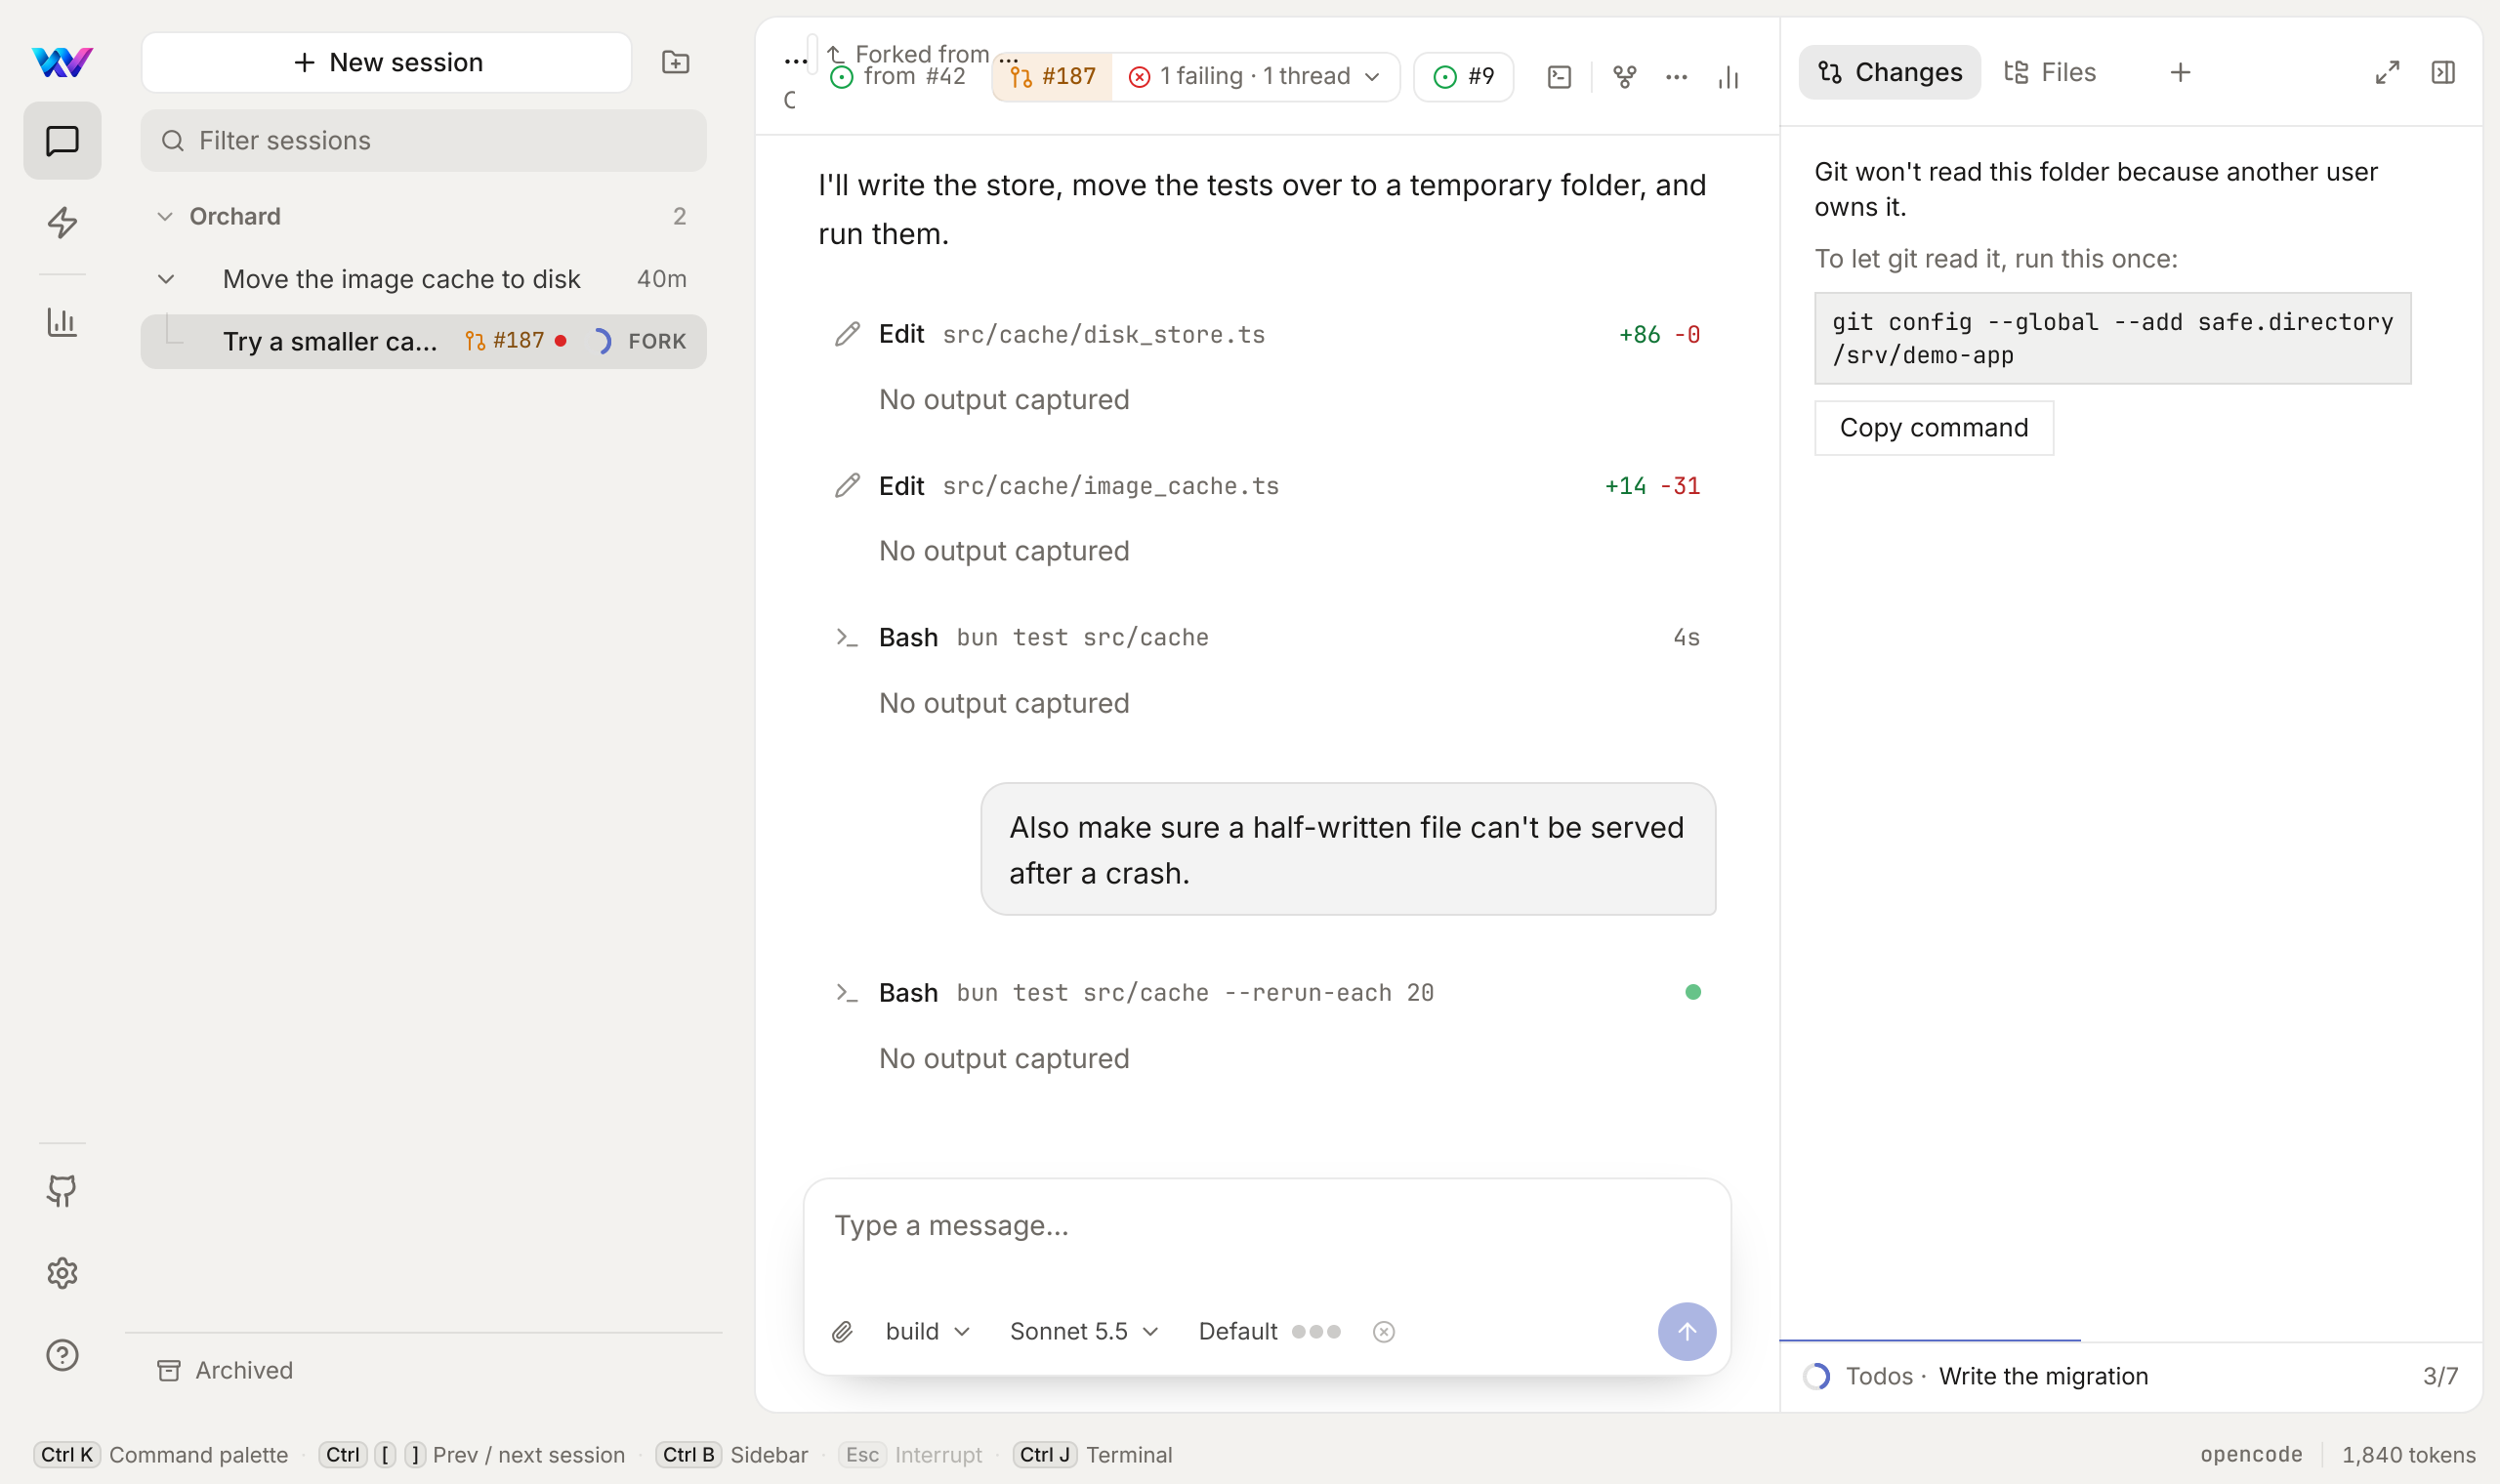 New session
Filter sessions
Orchard 2
Move the image cache to disk 40m
Try a smaller ca... #187 FORK
Archived
... Forked from ...
from #42
#187 1 failing · 1 thread
#9
I'll write the store, move the tests over to a temporary folder, and
run them.
Edit src/cache/disk_store.ts +86 -0
No output captured
Edit src/cache/image_cache.ts +14 -31
No output captured
Bash bun test src/cache 4s
No output captured
Also make sure a half-written file can't be served
after a crash.
Bash bun test src/cache --rerun-each 20
No output captured
Type a message...
build Sonnet 5.5 Default
Changes Files
Git won't read this folder because another user
owns it.
To let git read it, run this once:
git config --global --add safe.directory
/srv/demo-app
Copy command
Todos · Write the migration 3/7
Ctrl K Command palette · Ctrl [ ] Prev / next session · Ctrl B Sidebar · Esc Interrupt · Ctrl J Terminal
opencode 1,840 tokens